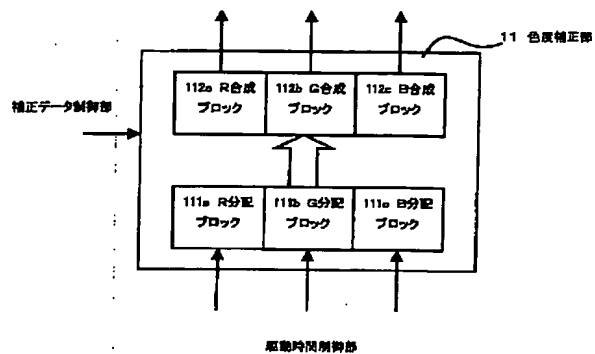 11 色度補正部
112a R合成
ブロック
112b G合成
ブロック
112c B合成
ブロック
補正データ制御部
111a R分配
ブロック
111b G分配
ブロック
111c B分配
ブロック
駆動時間制御部